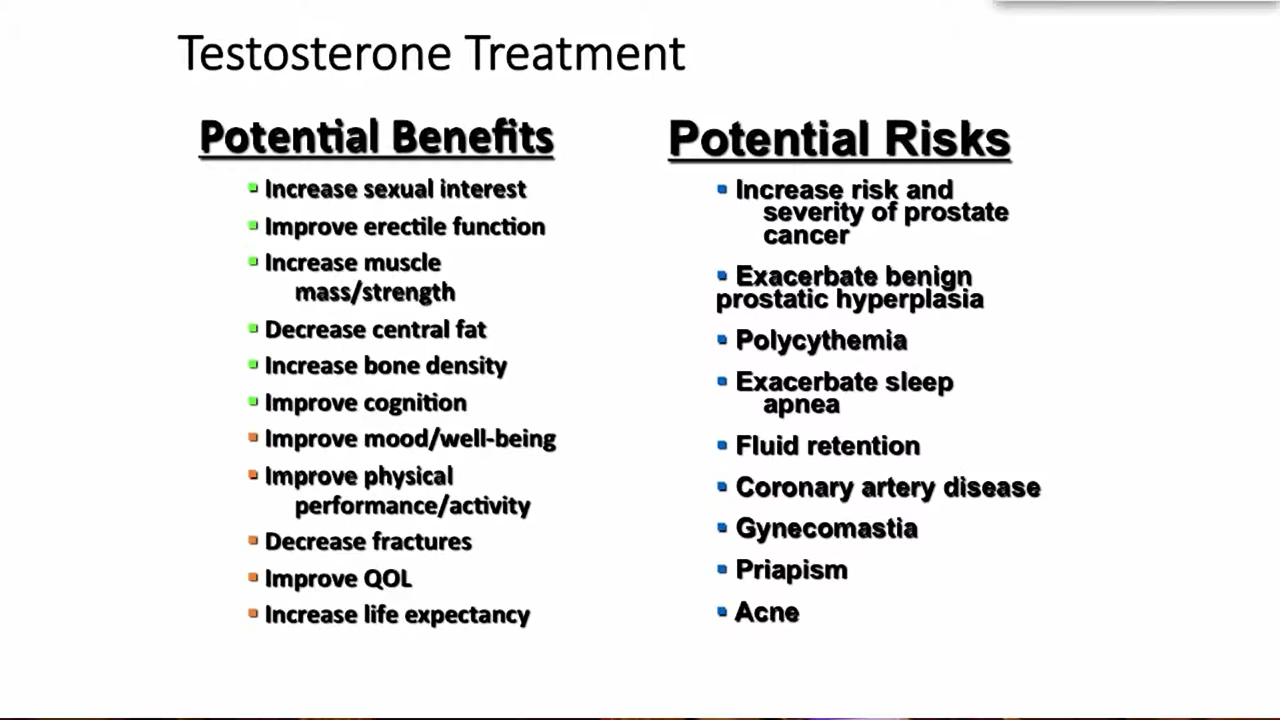 Testosterone Treatment
Potential Benefits
▪ Increase sexual interest
▪ Improve erectile function
▪ Increase muscle
mass/strength
▪ Decrease central fat
▪ Increase bone density
▪ Improve cognition
▪ Improve mood/well-being
▪ Improve physical
performance/activity
▪ Decrease fractures
▪ Improve QOL
▪ Increase life expectancy
Potential Risks
▪ Increase risk and
severity of prostate
cancer
▪ Exacerbate benign
prostatic hyperplasia
▪ Polycythemia
▪ Exacerbate sleep
apnea
▪ Fluid retention
▪ Coronary artery disease
▪ Gynecomastia
▪ Priapism
▪ Acne